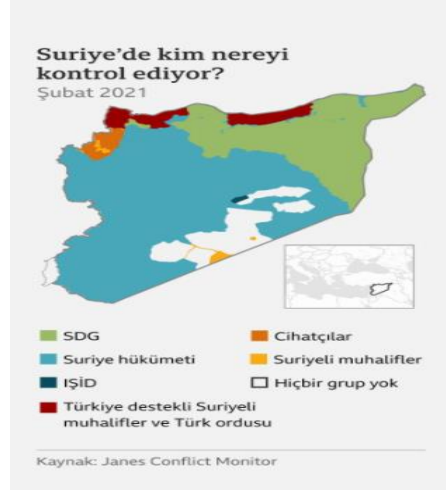 Suriye’de kim nereyi
kontrol ediyor?
Şubat 2021
SDG
Cihatçılar
Suriye hükümeti
Suriyeli muhalifler
IŞİD
Hiçbir grup yok
Türkiye destekli Suriyeli
muhalifler ve Türk ordusu
Kaynak: Janes Conflict Monitor